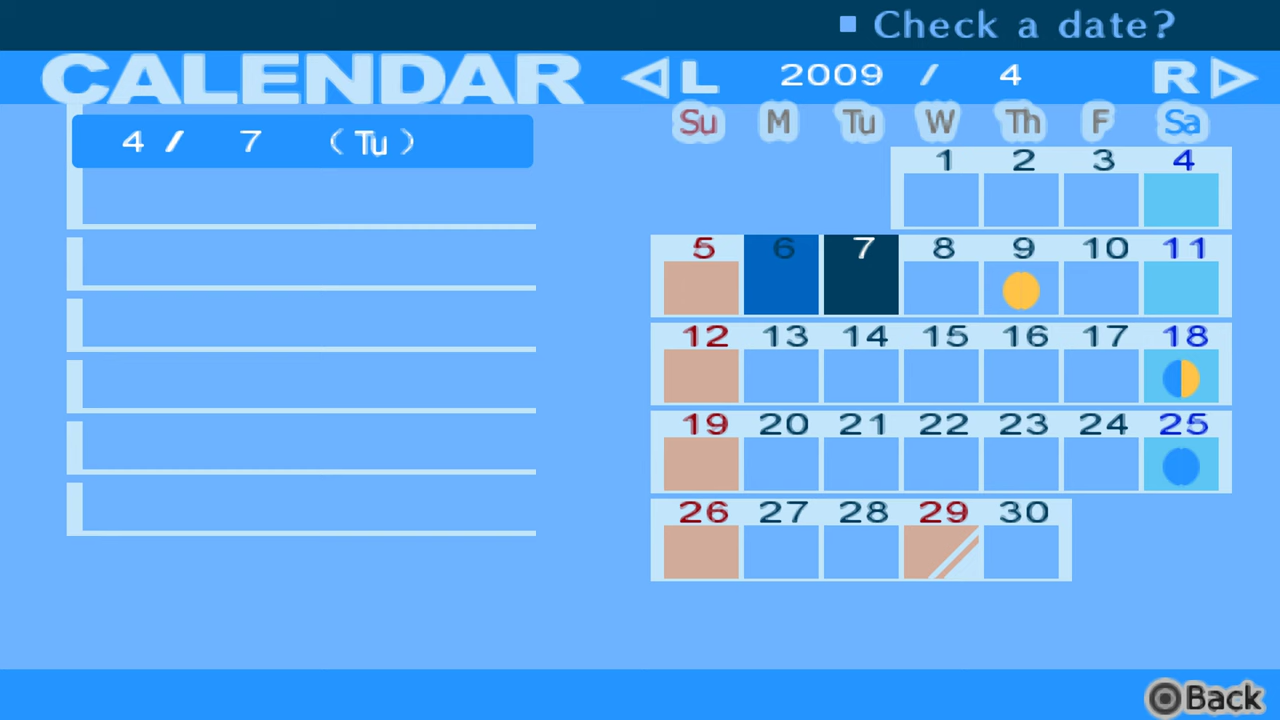 Check a date?
CALENDAR
L 2009 / 4 R
4 / 7 (Tu)
Su M Tu W Th F Sa
1 2 3 4
5 6 7 8 9 10 11
12 13 14 15 16 17 18
19 20 21 22 23 24 25
26 27 28 29 30
Back